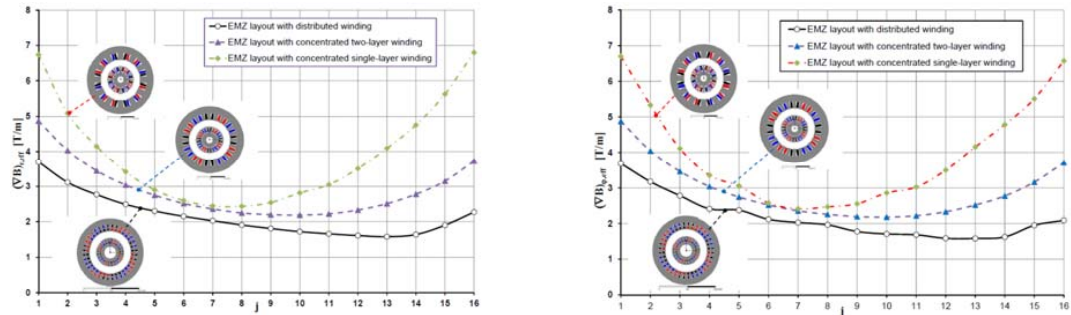 8
7
6
5
4
3
2
1
0
(∇B)r,eff [T/m]
EMZ layout with distributed winding
EMZ layout with concentrated two-layer winding
EMZ layout with concentrated single-layer winding
1 2 3 4 5 6 7 8 9 10 11 12 13 14 15 16
j
8
7
6
5
4
3
2
1
0
(∇B)φ,eff [T/m]
EMZ layout with distributed winding
EMZ layout with concentrated two-layer winding
EMZ layout with concentrated single-layer winding
1 2 3 4 5 6 7 8 9 10 11 12 13 14 15 16
j